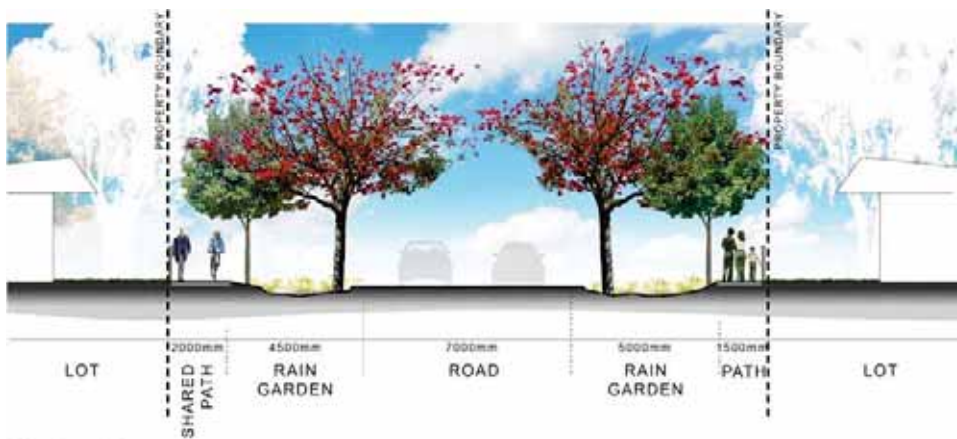 PROPERTY BOUNDARY
PROPERTY BOUNDARY
2000mm
4500mm
7000mm
5000mm
1500mm
LOT
SHARED
PATH
RAIN
GARDEN
ROAD
RAIN
GARDEN
PATH
LOT